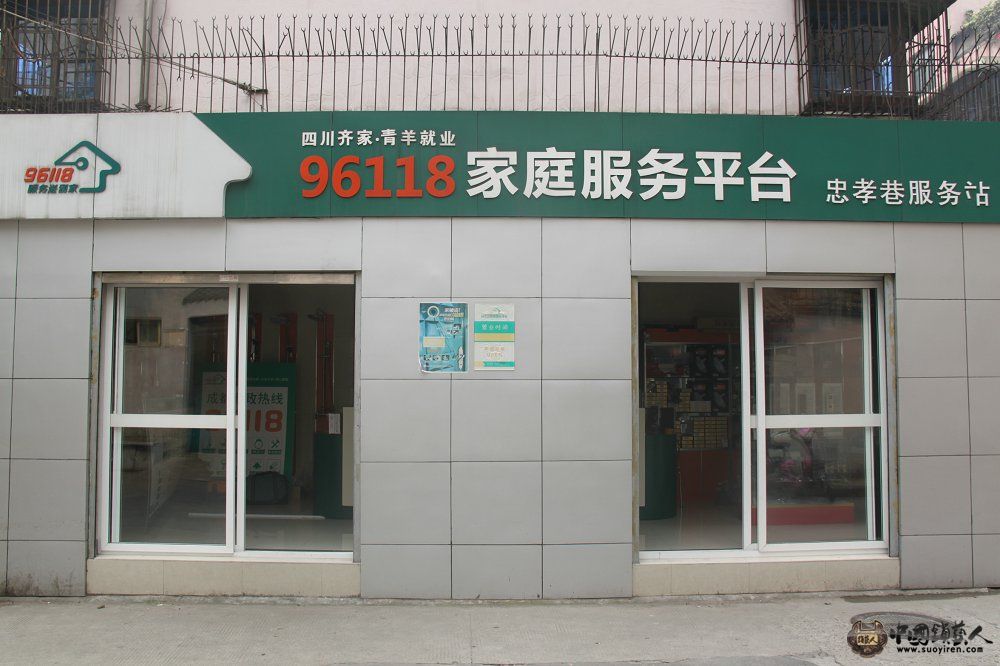 四川齐家·青羊就业
96118家庭服务平台
忠孝巷服务站
96118
服务送到家
营业时间
热线
118
中国锁艺人
www.suoyiren.com